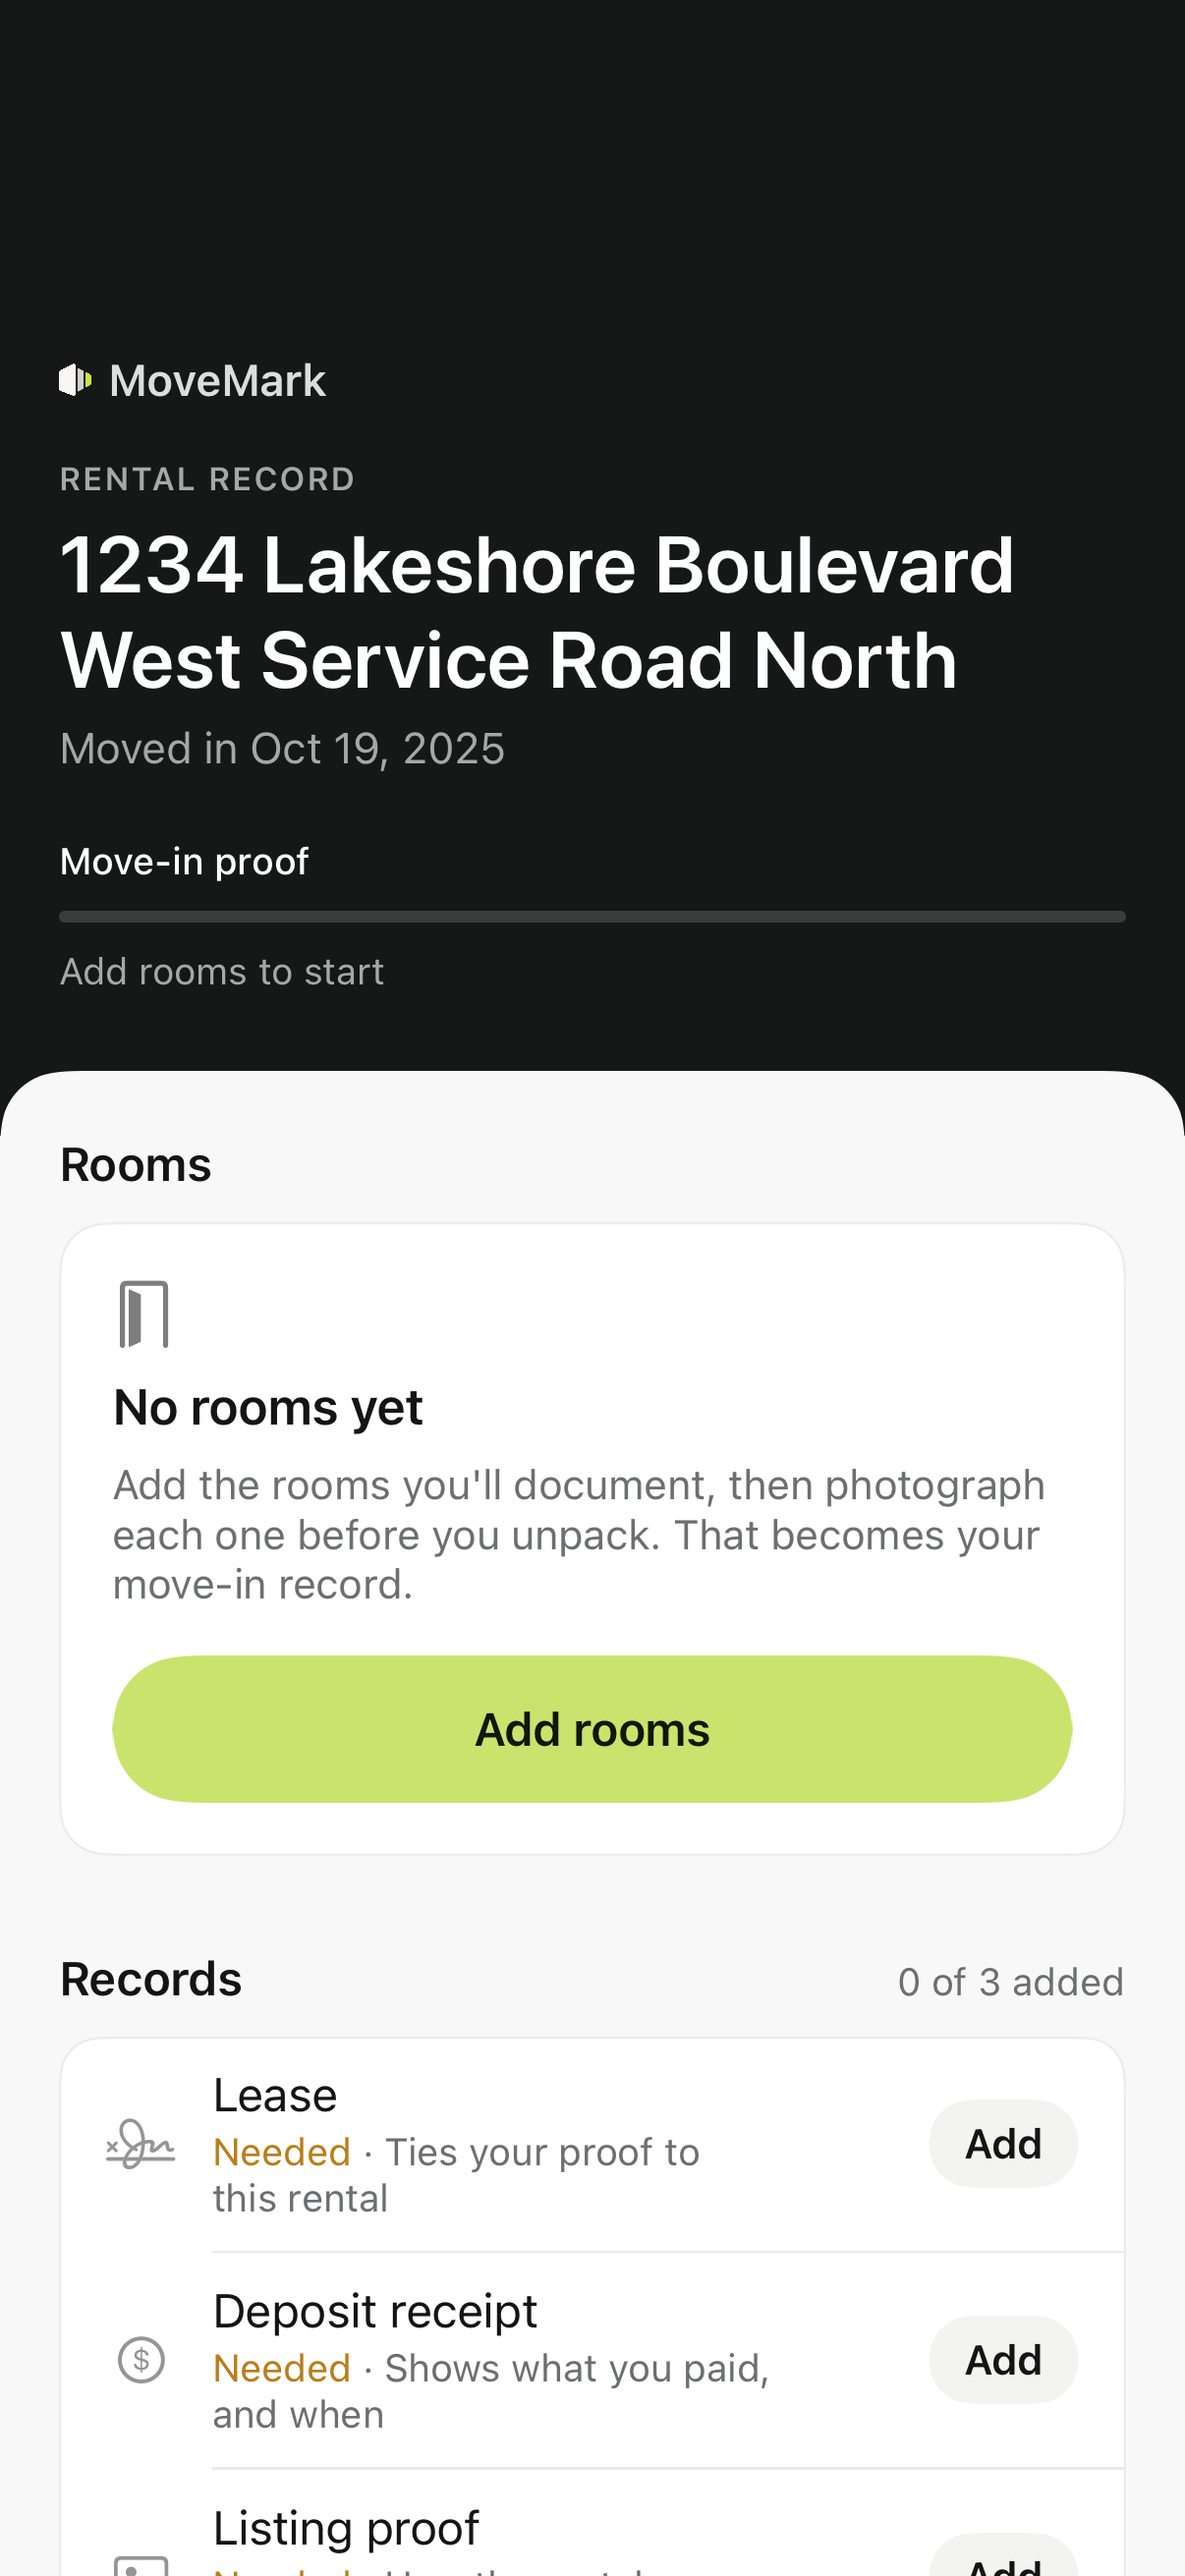 MoveMark
RENTAL RECORD
1234 Lakeshore Boulevard
West Service Road North
Moved in Oct 19, 2025
Move-in proof
Add rooms to start
Rooms
No rooms yet
Add the rooms you'll document, then photograph
each one before you unpack. That becomes your
move-in record.
Add rooms
Records
0 of 3 added
Lease
Needed · Ties your proof to
this rental
Add
Deposit receipt
Needed · Shows what you paid,
and when
Add
$
Listing proof
Add